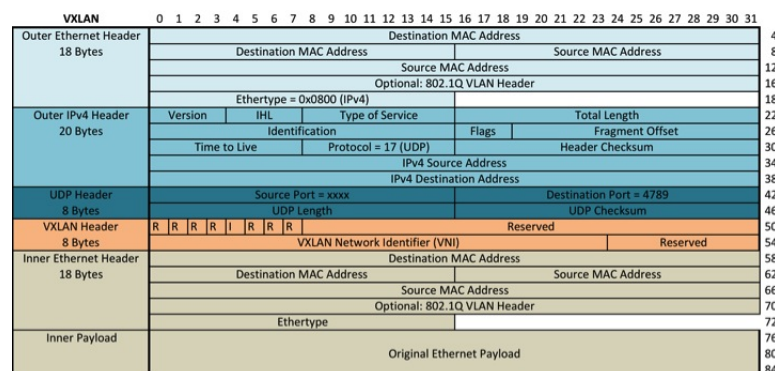 VXLAN 0 1 2 3 4 5 6 7 8 9 10 11 12 13 14 15 16 17 18 19 20 21 22 23 24 25 26 27 28 29 30 31
Outer Ethernet Header Destination MAC Address 4
18 Bytes Destination MAC Address Source MAC Address 8
Source MAC Address 12
Optional: 802.1Q VLAN Header 16
Ethertype = 0x0800 (IPv4) 18
Outer IPv4 Header Version IHL Type of Service Total Length 22
20 Bytes Identification Flags Fragment Offset 26
Time to Live Protocol = 17 (UDP) Header Checksum 30
IPv4 Source Address 34
IPv4 Destination Address 38
UDP Header Source Port = xxxx Destination Port = 4789 42
8 Bytes UDP Length UDP Checksum 46
VXLAN Header R R R R I R R R Reserved 50
8 Bytes VXLAN Network Identifier (VNI) Reserved 54
Inner Ethernet Header Destination MAC Address 58
18 Bytes Destination MAC Address Source MAC Address 62
Source MAC Address 66
Optional: 802.1Q VLAN Header 70
Ethertype 72
Inner Payload 76
Original Ethernet Payload 80
84